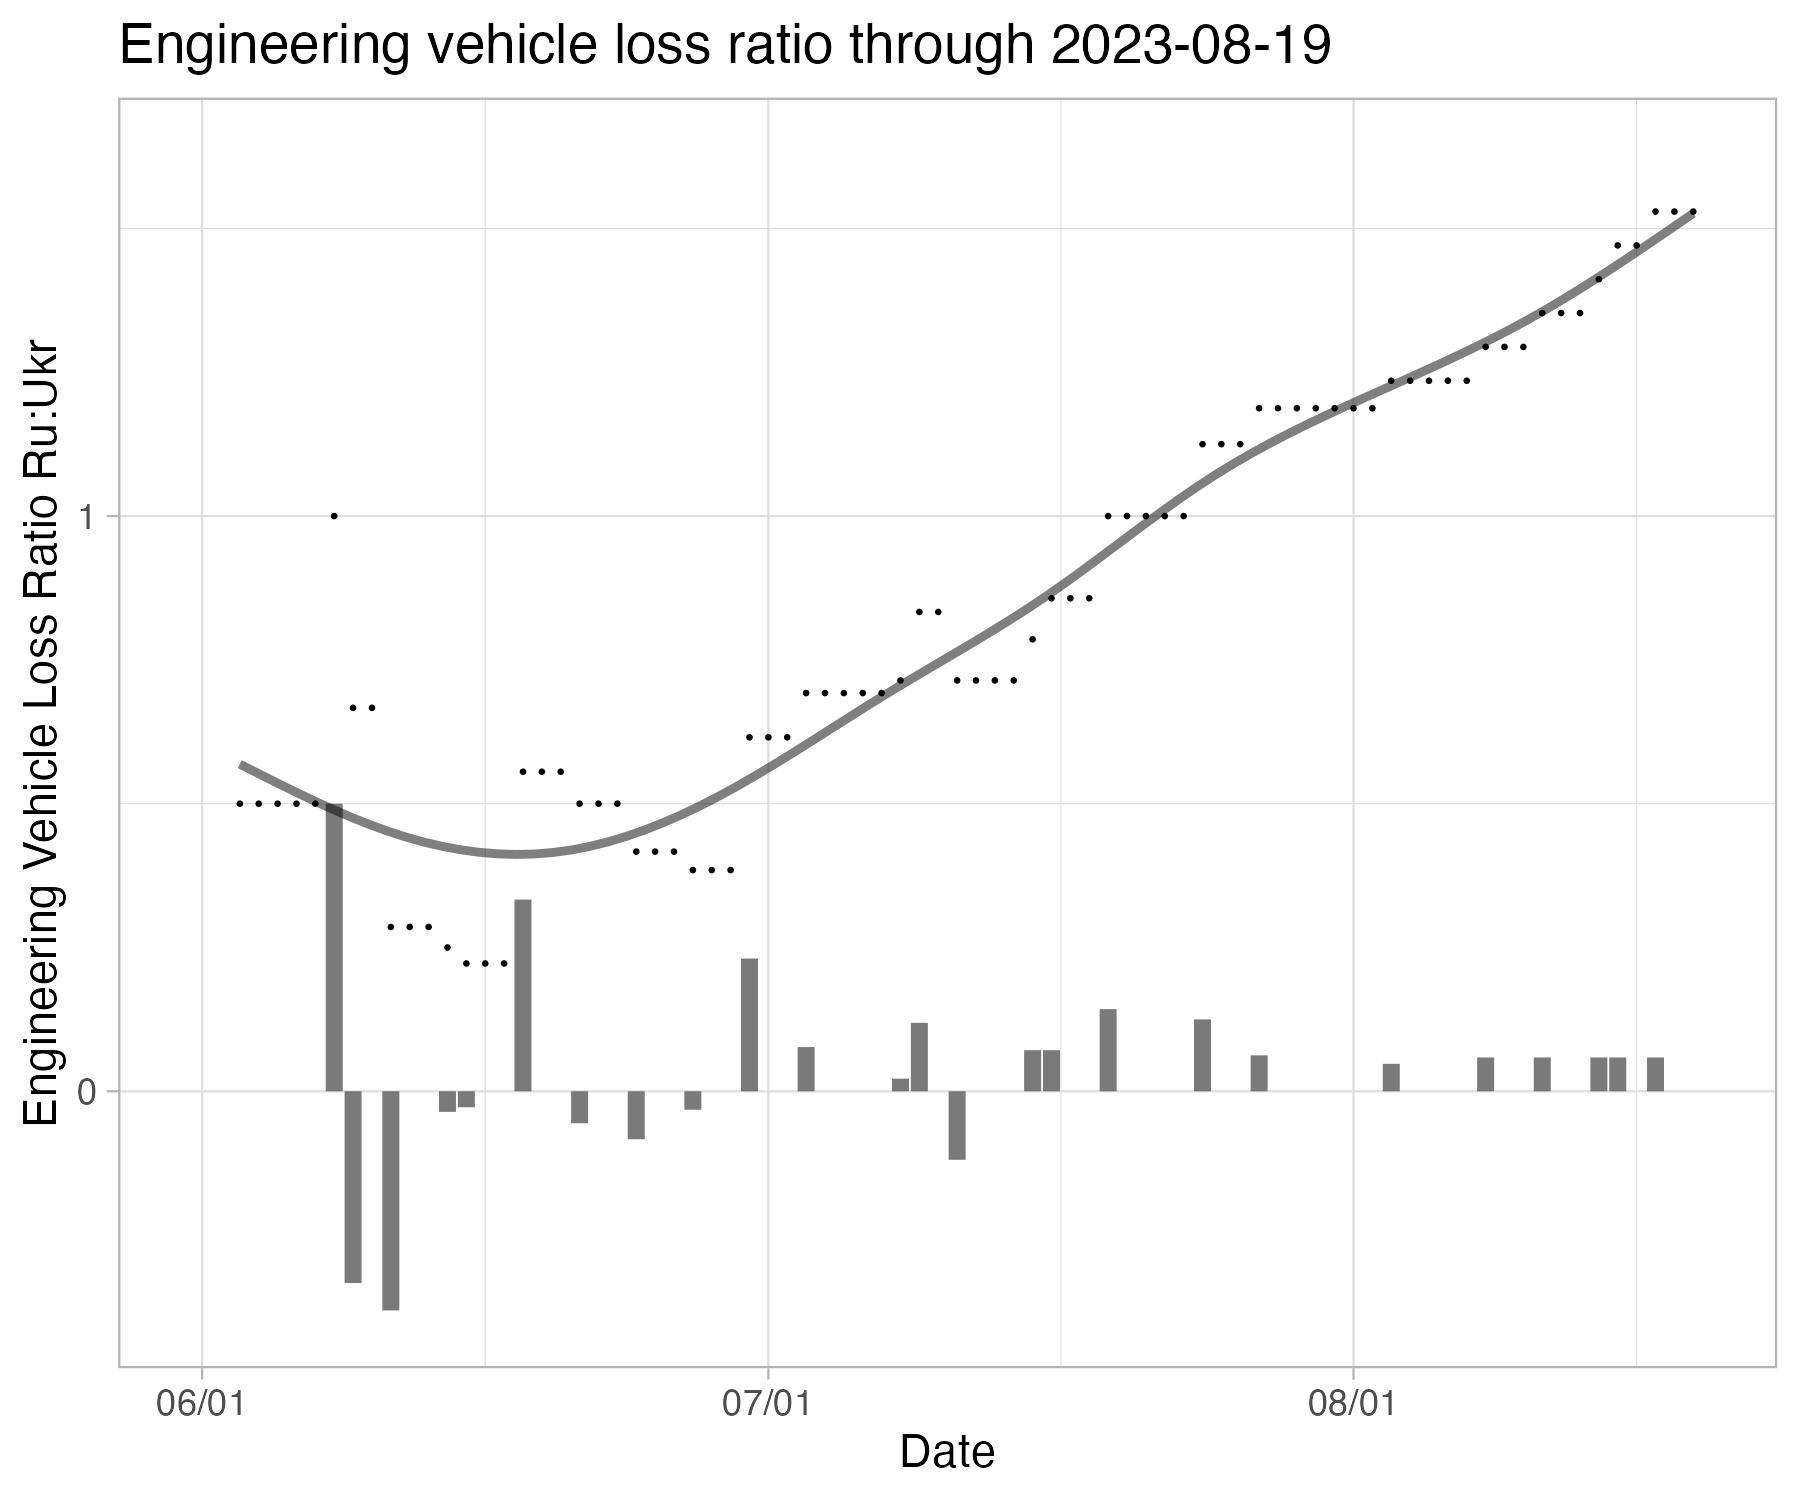 Engineering vehicle loss ratio through 2023-08-19
Engineering Vehicle Loss Ratio Ru:Ukr
1
0
06/01
07/01
08/01
Date